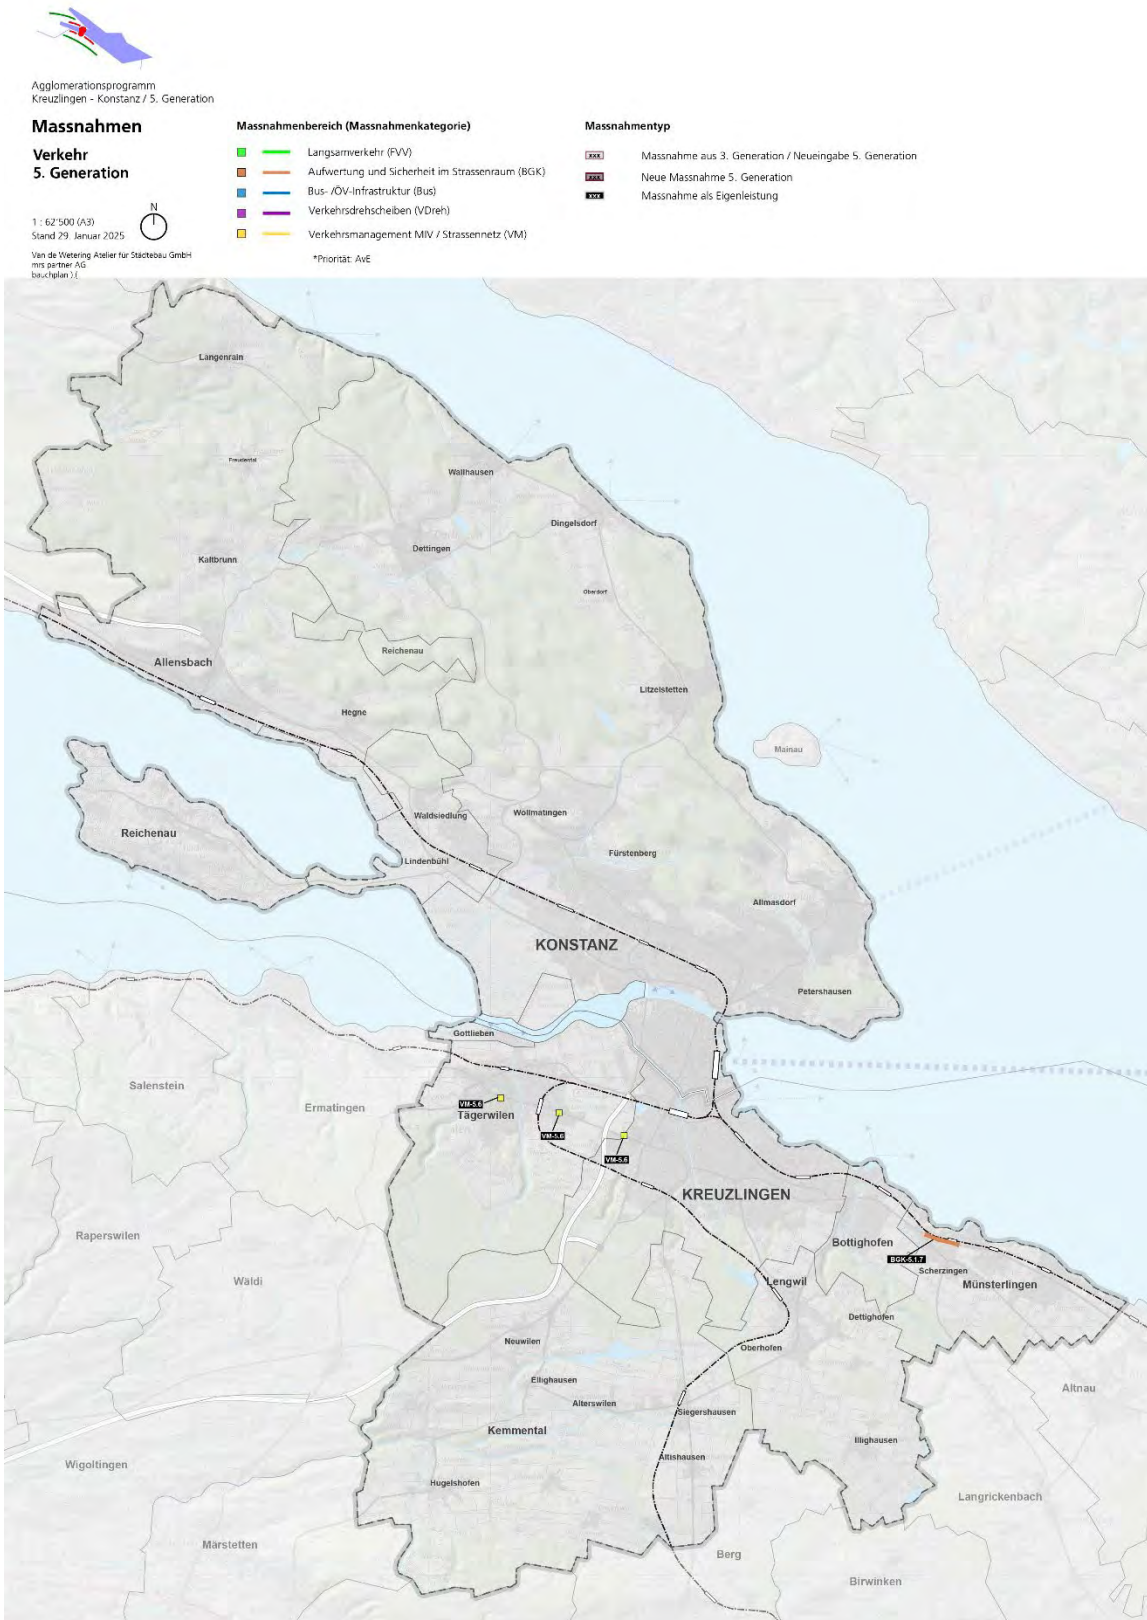 Agglomerationsprogramm
Kreuzlingen - Konstanz / 5. Generation
Massnahmen
Verkehr
5. Generation
1 : 62'500 (A3)
Stand 29. Januar 2025
N
Van de Wetering Atelier für Städtebau GmbH
mrs partner AG
bauchplan ).(
Massnahmenbereich (Massnahmenkategorie)
Langsamverkehr (FVV)
Aufwertung und Sicherheit im Strassenraum (BGK)
Bus- /ÖV-Infrastruktur (Bus)
Verkehrsdrehscheiben (VDreh)
Verkehrsmanagement MIV / Strassennetz (VM)
*Priorität: AvE
Massnahmentyp
xxx Massnahme aus 3. Generation / Neueingabe 5. Generation
xxx Neue Massnahme 5. Generation
xxx Massnahme als Eigenleistung
Langenrain
Freudental
Wallhausen
Dingelsdorf
Dettingen
Kaltbrunn
Oberdorf
Reichenau
Allensbach
Litzelstetten
Hegne
Mainau
Waldsiedlung
Wollmatingen
Reichenau
Lindenbühl
Fürstenberg
Allmasdorf
KONSTANZ
Petershausen
Gottlieben
Salenstein
Ermatingen
VM-5.6
Tägerwilen
VM-5.6
VM-5.6
KREUZLINGEN
Raperswilen
Bottighofen
BGK-5.1.7
Scherzingen
Wäldi
Lengwil
Münsterlingen
Dettighofen
Neuwilen
Oberhofen
Ellighausen
Altnau
Alterswilen
Siegershausen
Kemmental
Illighausen
Altishausen
Wigoltingen
Hugelshofen
Langrickenbach
Märstetten
Berg
Birwinken